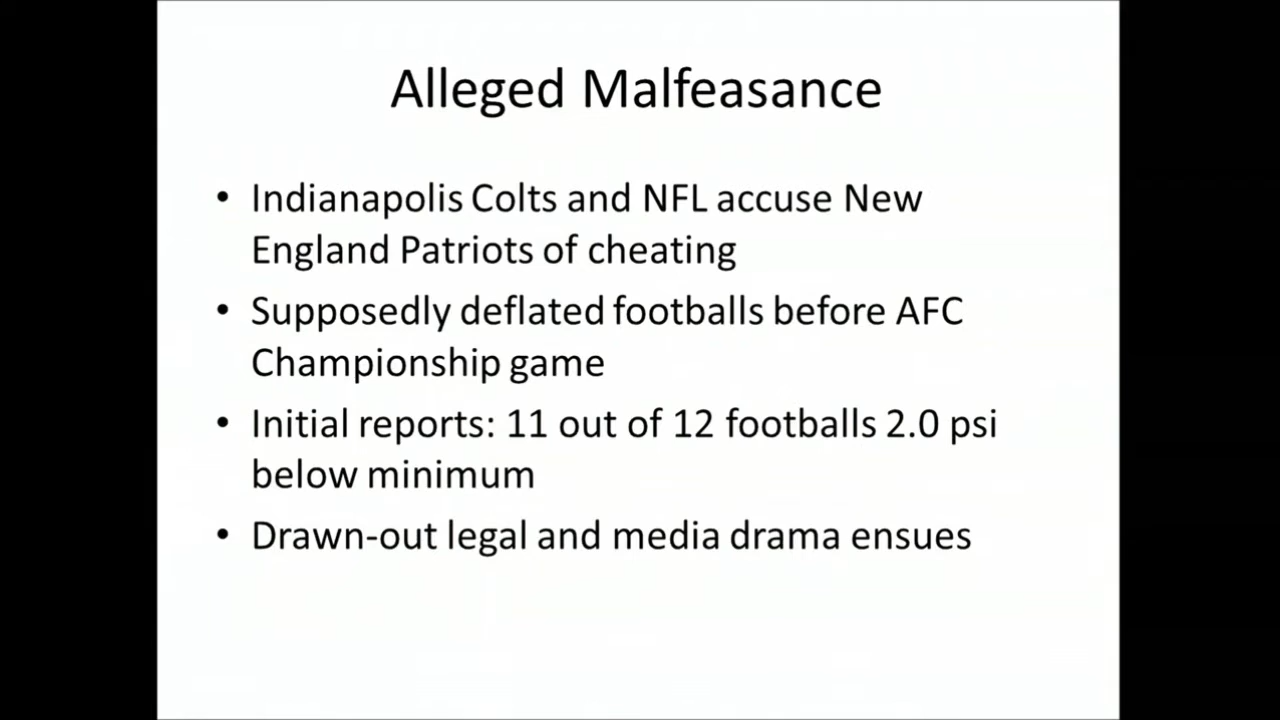 Alleged Malfeasance
• Indianapolis Colts and NFL accuse New
England Patriots of cheating
• Supposedly deflated footballs before AFC
Championship game
• Initial reports: 11 out of 12 footballs 2.0 psi
below minimum
• Drawn-out legal and media drama ensues